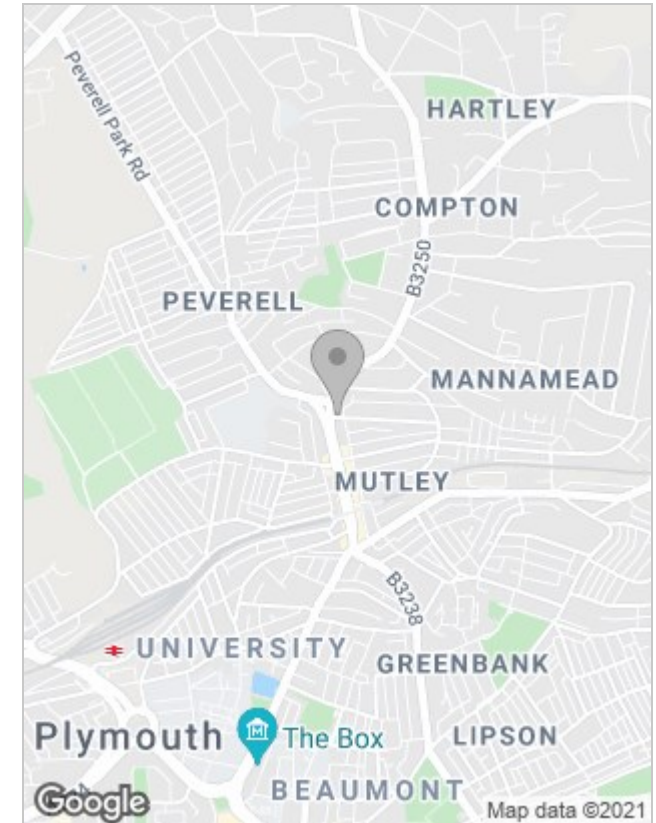 Peverell Park Rd
HARTLEY
COMPTON
B3250
PEVERELL
MANNAMEAD
MUTLEY
B3238
UNIVERSITY
GREENBANK
Plymouth
The Box
LIPSON
BEAUMONT
Google
Map data ©2021